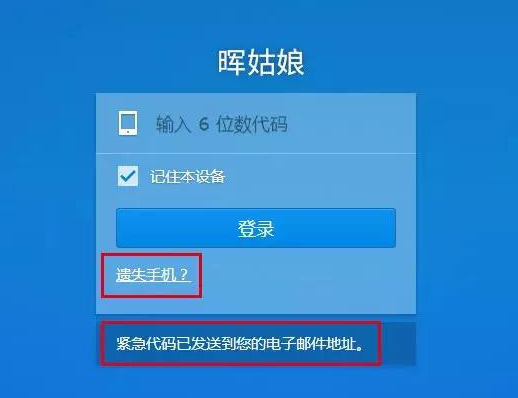 晖姑娘
输入 6 位数代码
记住本设备
登录
遗失手机？
紧急代码已发送到您的电子邮件地址。